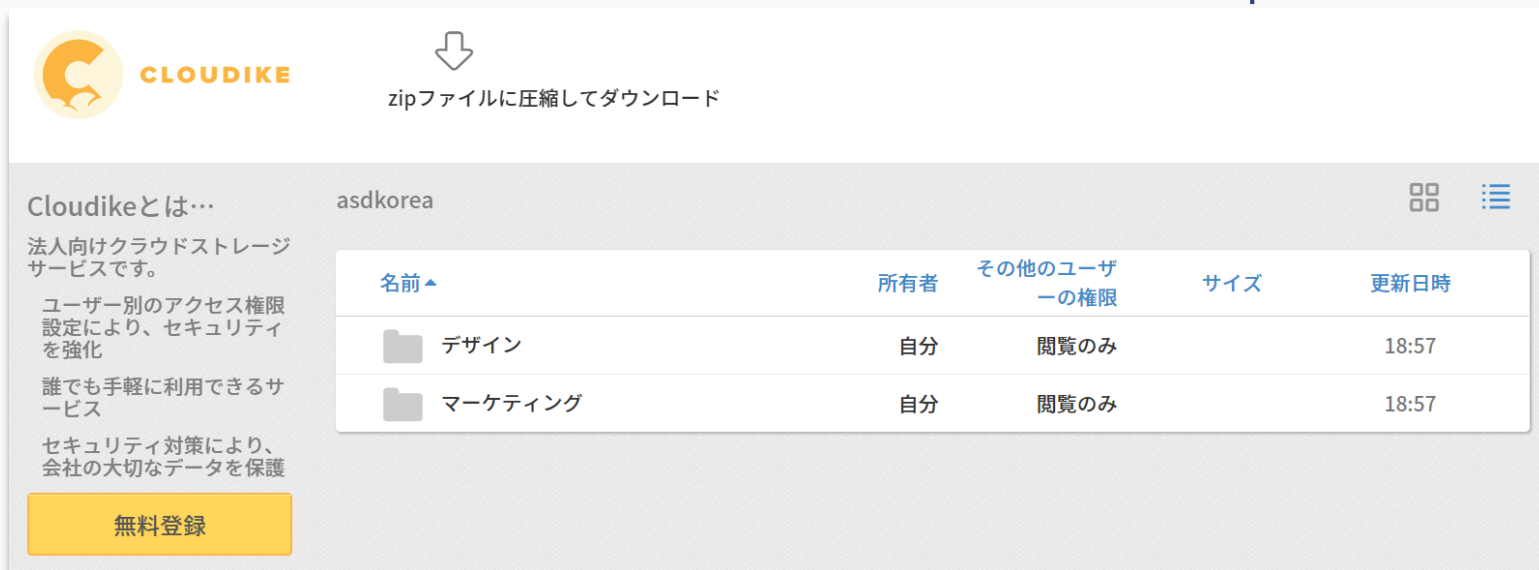 CLOUDIKE
zipファイルに圧縮してダウンロード
Cloudikeとは…
法人向けクラウドストレージ
サービスです。
ユーザー別のアクセス権限
設定により、セキュリティ
を強化
誰でも手軽に利用できるサ
ービス
セキュリティ対策により、
会社の大切なデータを保護
無料登録
asdkorea
名前 所有者 その他のユーザ
ーの権限 サイズ 更新日時
デザイン 自分 閲覧のみ 18:57
マーケティング 自分 閲覧のみ 18:57